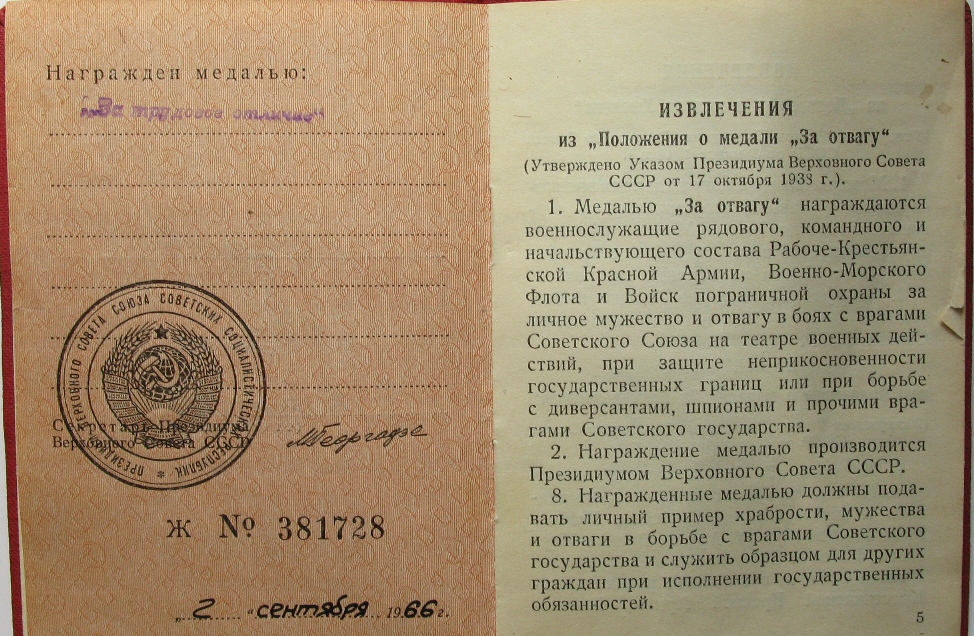 Награжден медалью:
„За трудовое отличие“
ПРЕЗИДИУМ ВЕРХОВНОГО СОВЕТА СОЮЗА СОВЕТСКИХ СОЦИАЛИСТИЧЕСКИХ РЕСПУБЛИК
Секретарь Президиума
Верховного Совета СССР
МГеоргадзе
Ж № 381728
„2“ сентября 1966 г.
ИЗВЛЕЧЕНИЯ
из „Положения о медали „За отвагу“
(Утверждено Указом Президиума Верховного Совета
СССР от 17 октября 1938 г.).
1. Медалью „За отвагу“ награждаются
военнослужащие рядового, командного и
начальствующего состава Рабоче-Крестьян-
ской Красной Армии, Военно-Морского
Флота и Войск пограничной охраны за
личное мужество и отвагу в боях с врагами
Советского Союза на театре военных дей-
ствий, при защите неприкосновенности
государственных границ или при борьбе
с диверсантами, шпионами и прочими вра-
гами Советского государства.
2. Награждение медалью производится
Президиумом Верховного Совета СССР.
8. Награжденные медалью должны пода-
вать личный пример храбрости, мужества
и отваги в борьбе с врагами Советского
государства и служить образцом для других
граждан при исполнении государственных
обязанностей.
5